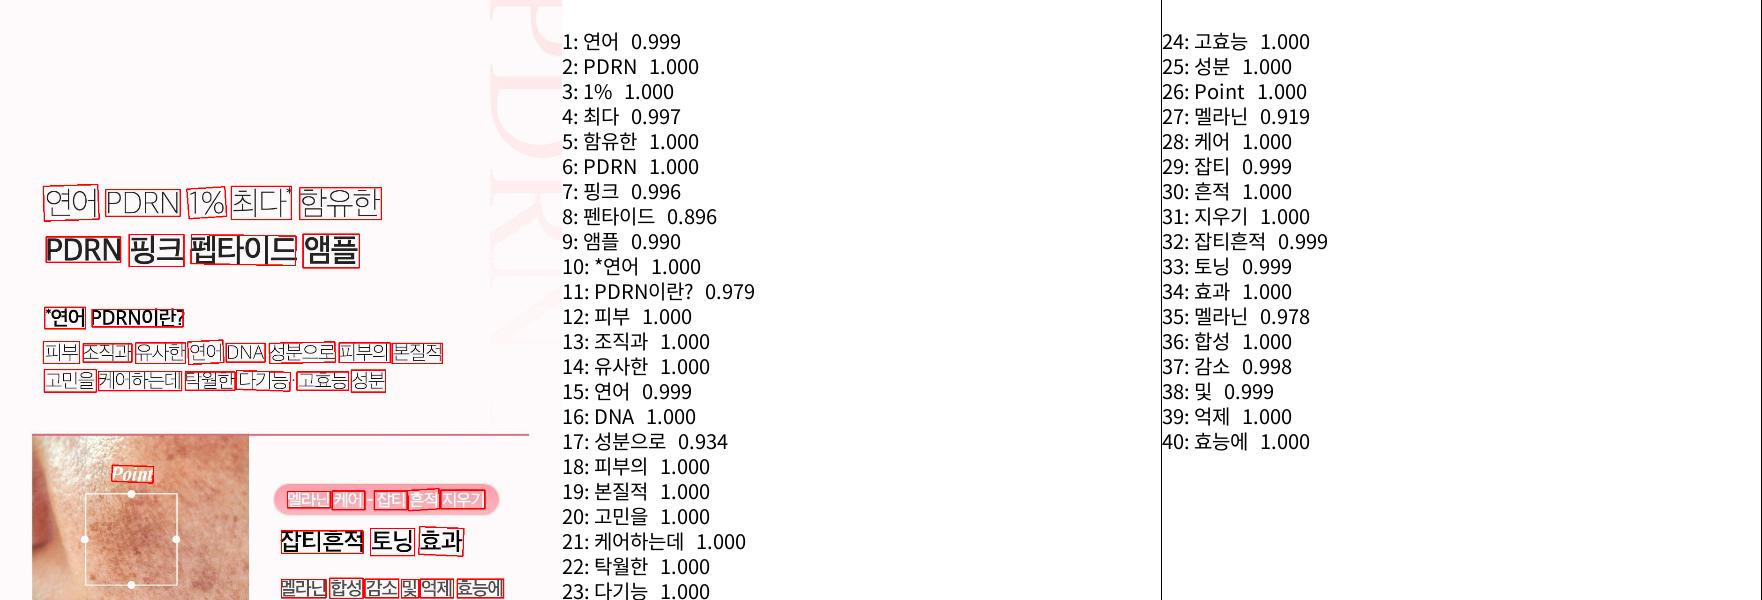 PDRN
연어 PDRN 1% 최다* 함유한
PDRN 핑크 펩타이드 앰플
*연어 PDRN이란?
피부 조직과 유사한 연어 DNA 성분으로 피부의 본질적
고민을 케어하는데 탁월한 다기능·고효능 성분
Point
멜라닌 케어 - 잡티 흔적 지우기
잡티흔적 토닝 효과
멜라닌 합성 감소 및 억제 효능에
1: 연어 0.999
2: PDRN 1.000
3: 1% 1.000
4: 최다 0.997
5: 함유한 1.000
6: PDRN 1.000
7: 핑크 0.996
8: 펜타이드 0.896
9: 앰플 0.990
10: *연어 1.000
11: PDRN이란? 0.979
12: 피부 1.000
13: 조직과 1.000
14: 유사한 1.000
15: 연어 0.999
16: DNA 1.000
17: 성분으로 0.934
18: 피부의 1.000
19: 본질적 1.000
20: 고민을 1.000
21: 케어하는데 1.000
22: 탁월한 1.000
23: 다기능 1.000
24: 고효능 1.000
25: 성분 1.000
26: Point 1.000
27: 멜라닌 0.919
28: 케어 1.000
29: 잡티 0.999
30: 흔적 1.000
31: 지우기 1.000
32: 잡티흔적 0.999
33: 토닝 0.999
34: 효과 1.000
35: 멜라닌 0.978
36: 합성 1.000
37: 감소 0.998
38: 및 0.999
39: 억제 1.000
40: 효능에 1.000